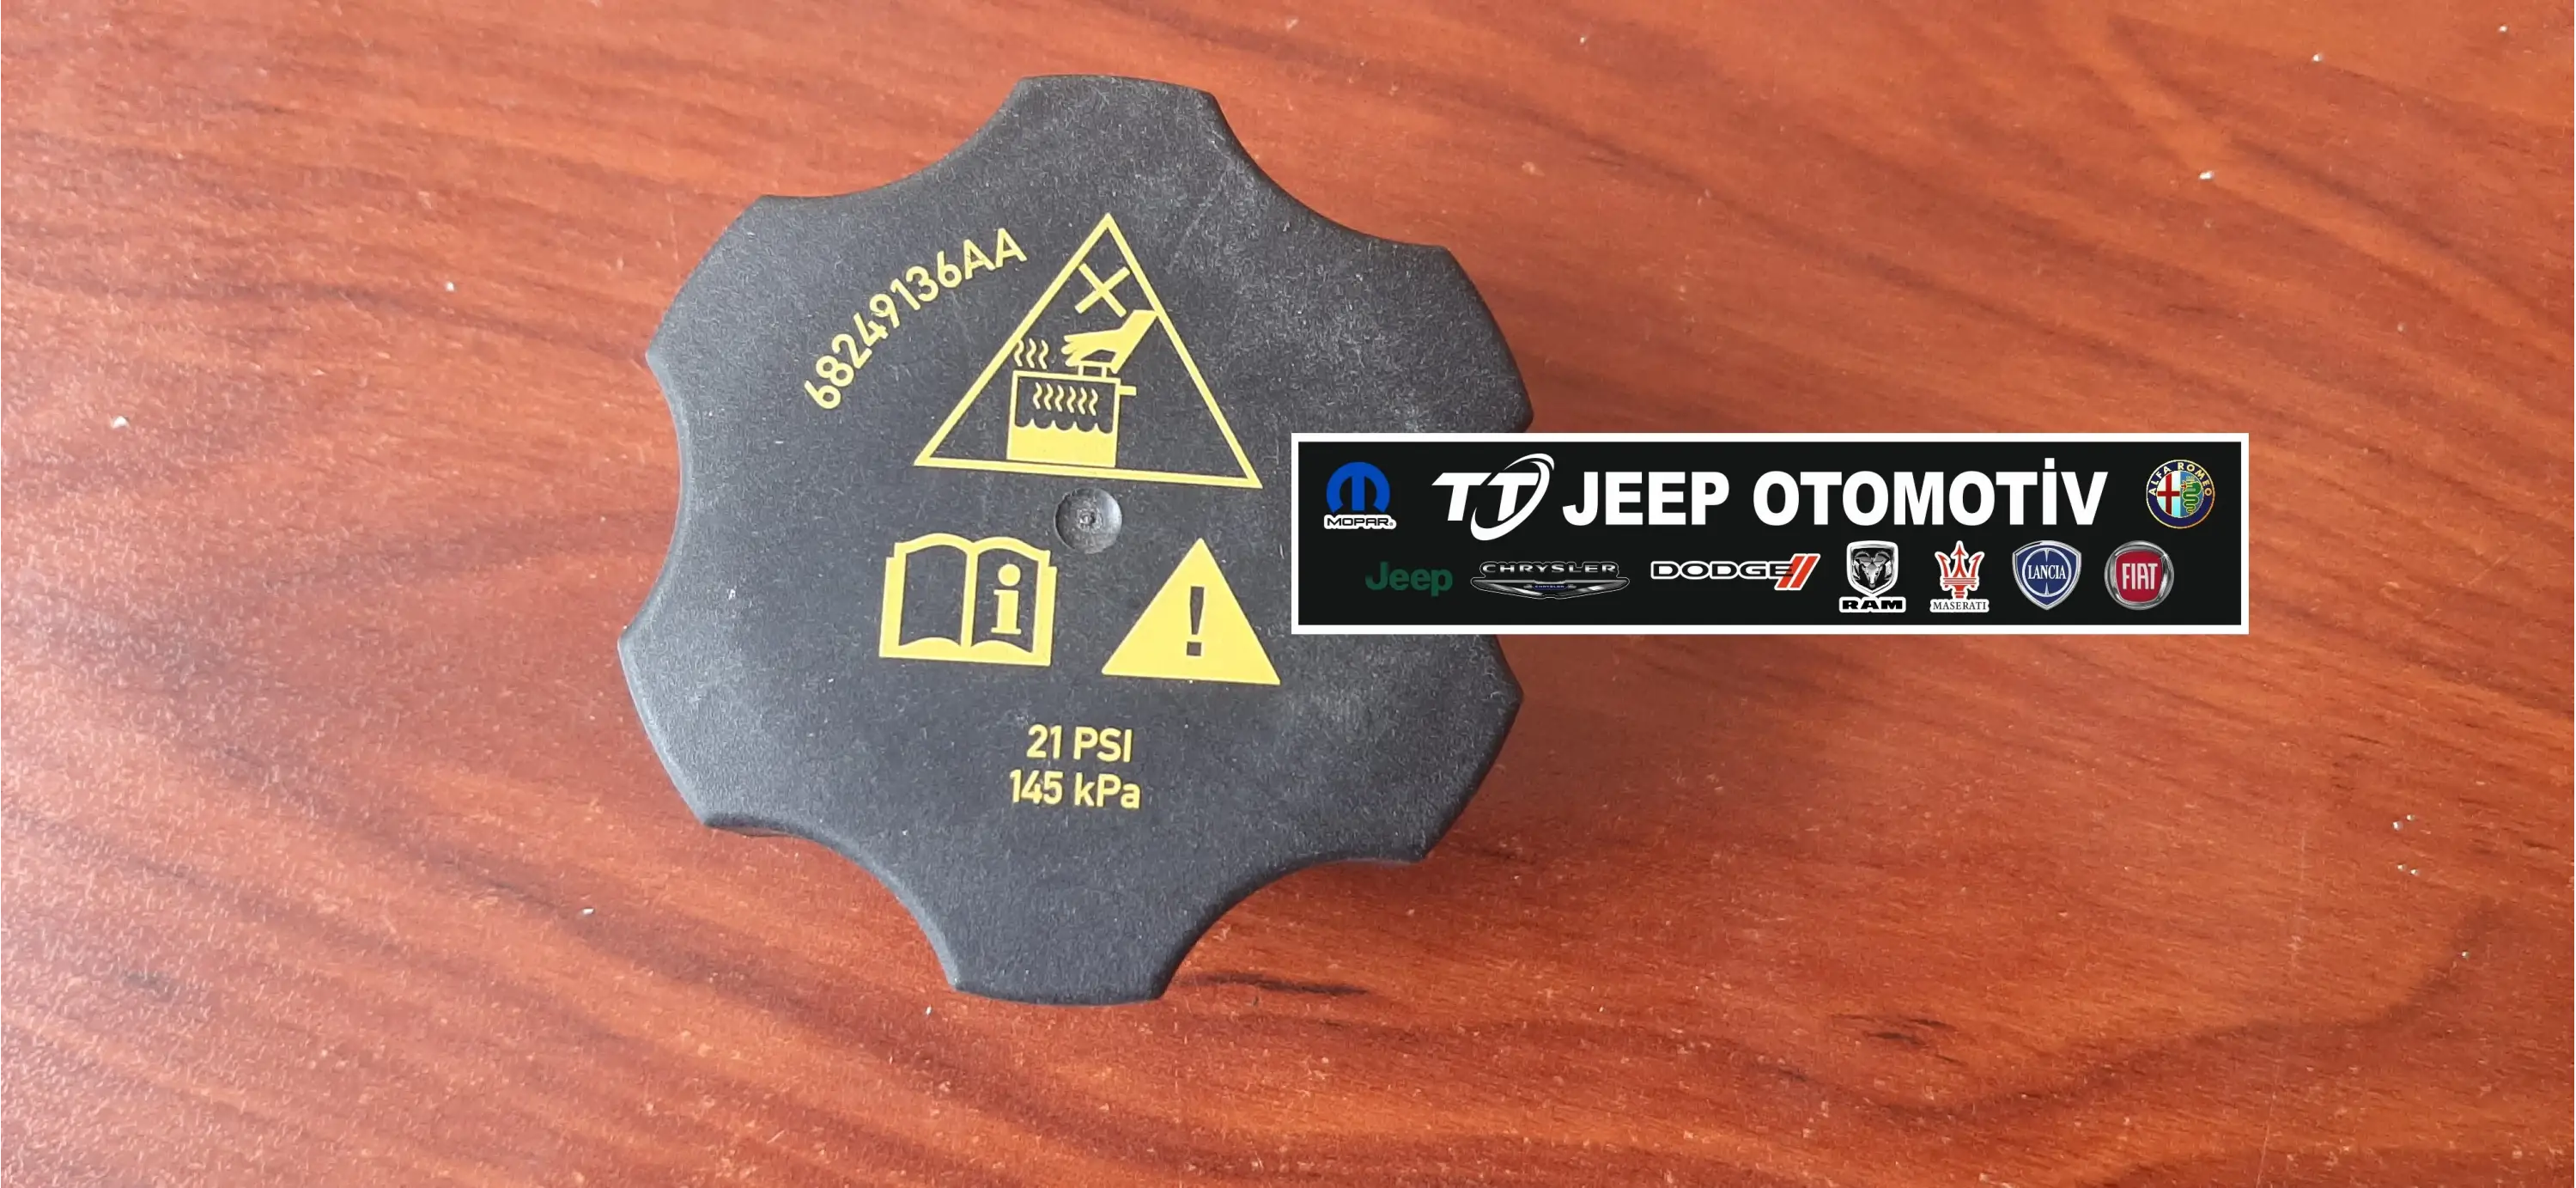 68249136AA
21 PSI
145 kPa
MOPAR
TT JEEP OTOMOTİV
ALFA ROMEO
Jeep
CHRYSLER
DODGE
RAM
MASERATI
LANCIA
FIAT